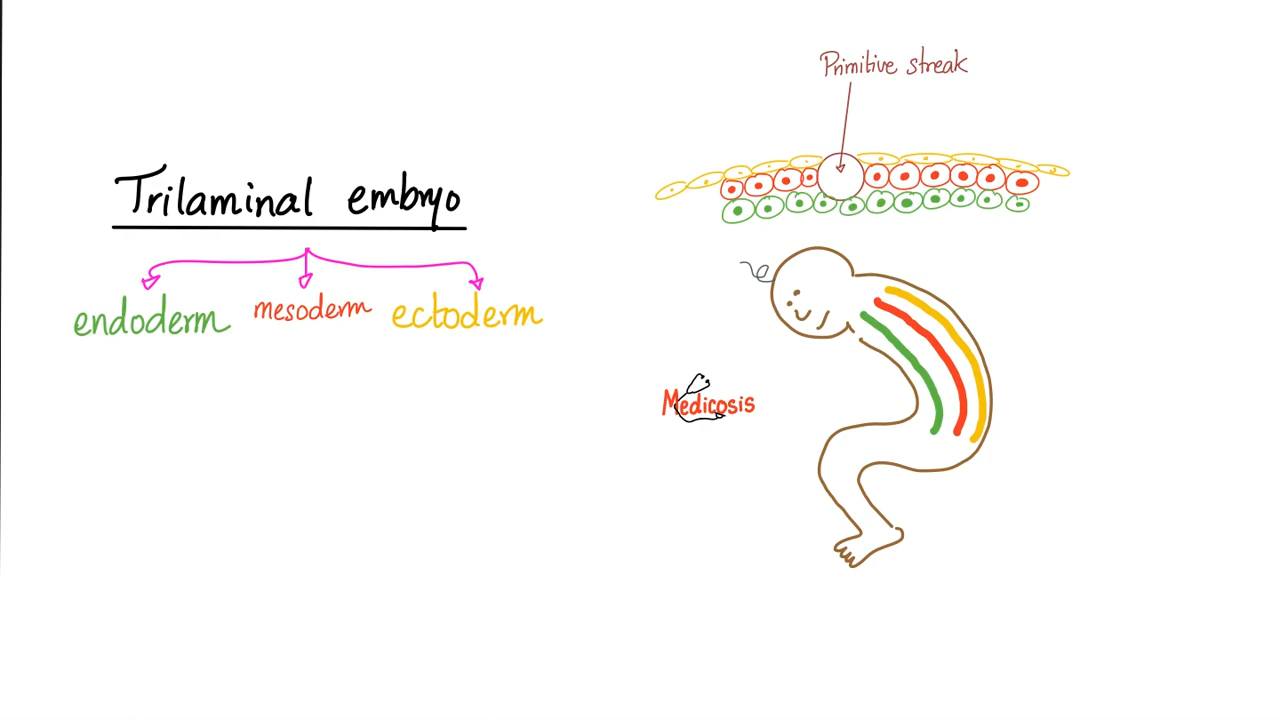 Primitive streak
Trilaminal embryo
endoderm mesoderm ectoderm
Medicosis